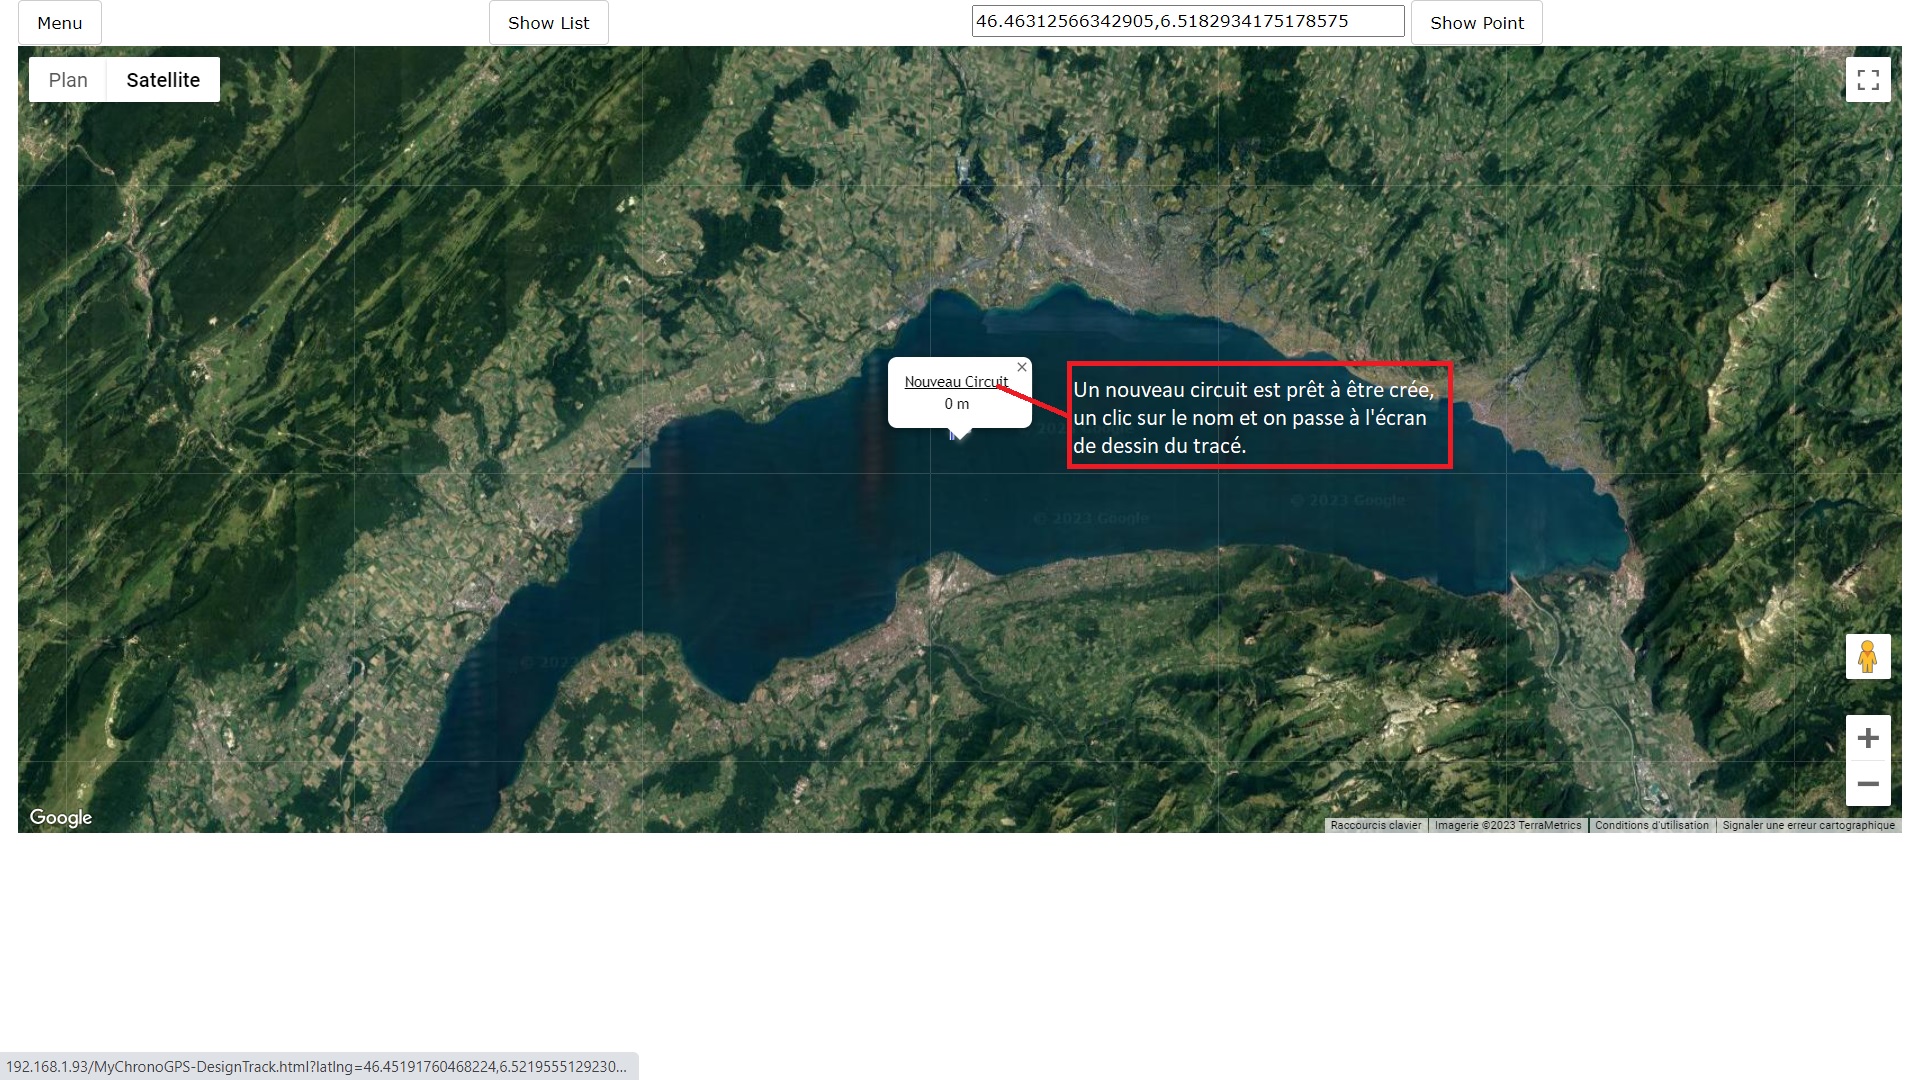 Menu
Show List
46.46312566342905,6.5182934175178575
Show Point
Plan
Satellite
Nouveau Circuit
0 m
Un nouveau circuit est prêt à être crée,
un clic sur le nom et on passe à l'écran
de dessin du tracé.
© 2023 Google
© 2023 Google
Google
Raccourcis clavier
Imagerie ©2023 TerraMetrics
Conditions d'utilisation
Signaler une erreur cartographique
192.168.1.93/MyChronoGPS-DesignTrack.html?latlng=46.45191760468224,6.5219555129230...